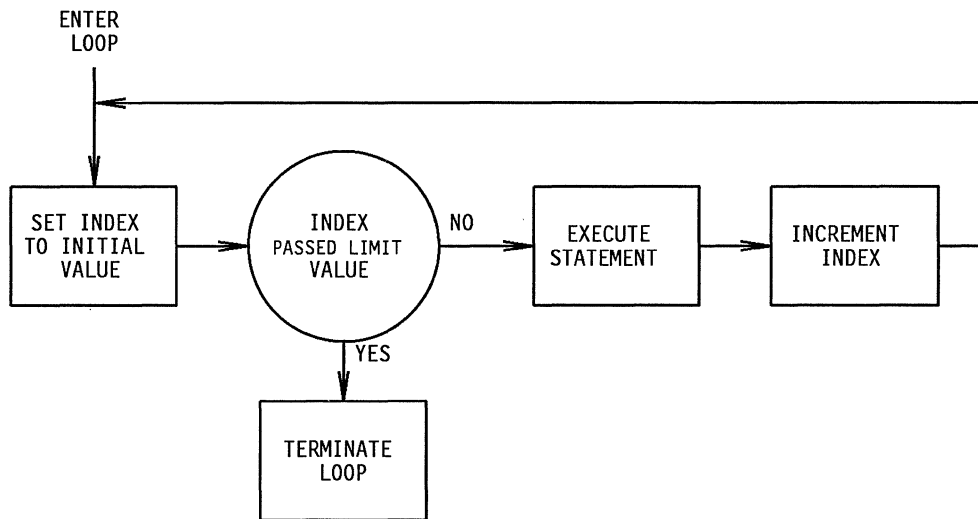 ENTER
LOOP
SET INDEX
TO INITIAL
VALUE
INDEX
PASSED LIMIT
VALUE
NO
EXECUTE
STATEMENT
INCREMENT
INDEX
YES
TERMINATE
LOOP